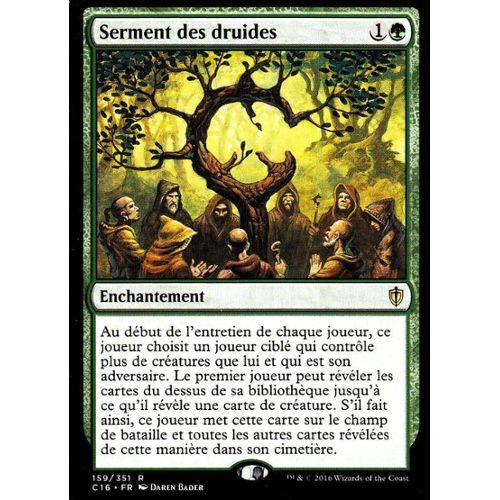 Serment des druides 1
Enchantement
Au début de l'entretien de chaque joueur, ce
joueur choisit un joueur ciblé qui contrôle
plus de créatures que lui et qui est son
adversaire. Le premier joueur peut révéler les
cartes du dessus de sa bibliothèque jusqu'à
ce qu'il révèle une carte de créature. S'il fait
ainsi, ce joueur met cette carte sur le champ
de bataille et toutes les autres cartes révélées
de cette manière dans son cimetière.
159/351 R
C16 • FR Daren Bader
™ & © 2016 Wizards of the Coast